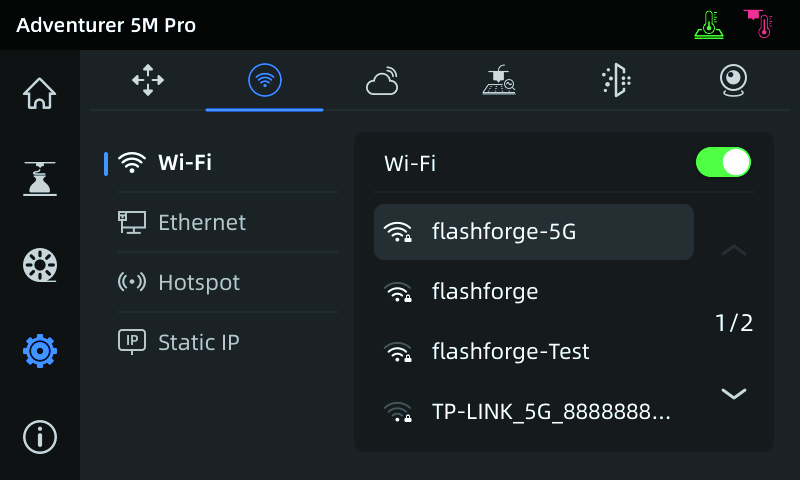 Adventurer 5M Pro
Wi-Fi
Ethernet
Hotspot
IP
Static IP
Wi-Fi
flashforge-5G
flashforge
flashforge-Test
TP-LINK_5G_8888888...
1/2